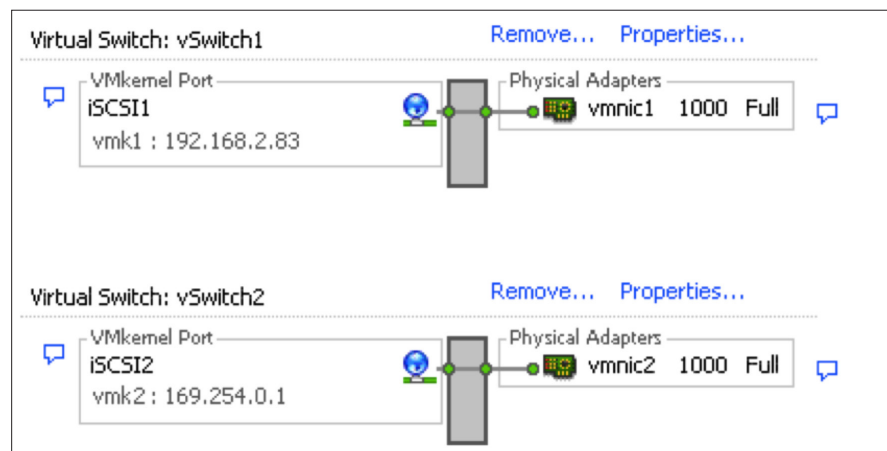 Virtual Switch: vSwitch1 Remove... Properties...
VMkernel Port Physical Adapters
iSCSI1 vmnic1 1000 Full
vmk1 : 192.168.2.83
Virtual Switch: vSwitch2 Remove... Properties...
VMkernel Port Physical Adapters
iSCSI2 vmnic2 1000 Full
vmk2 : 169.254.0.1